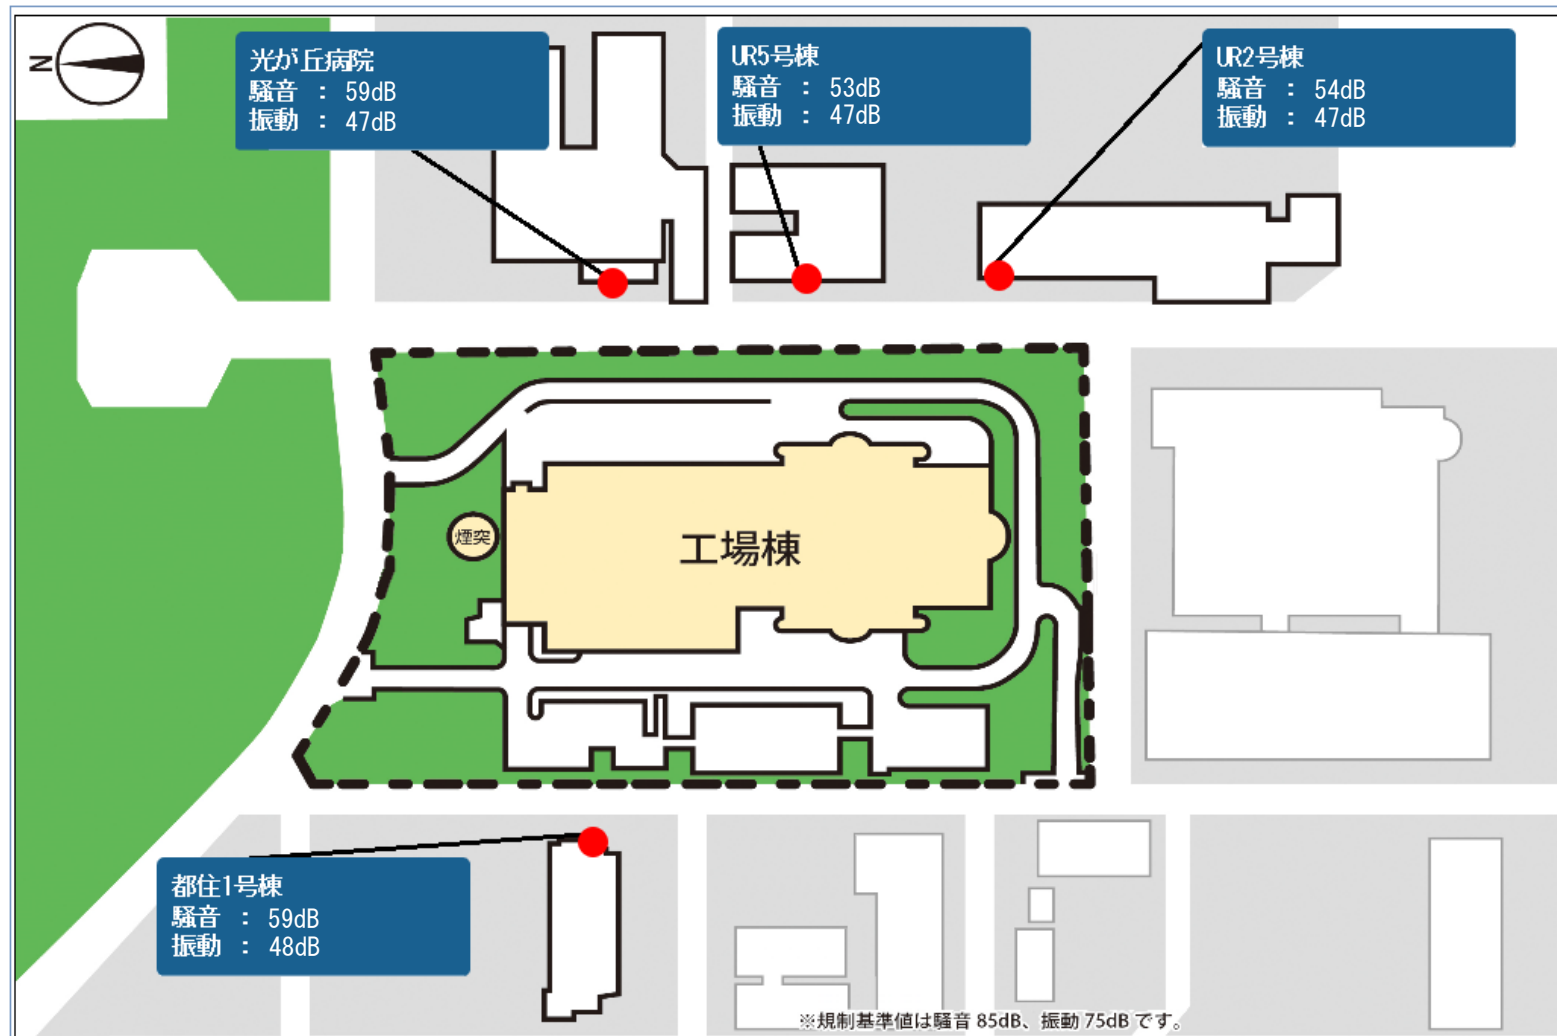 N
光が丘病院
騒音 : 59dB
振動 : 47dB
UR5号棟
騒音 : 53dB
振動 : 47dB
UR2号棟
騒音 : 54dB
振動 : 47dB
煙突
工場棟
都住1号棟
騒音 : 59dB
振動 : 48dB
※規制基準値は騒音 85dB、振動 75dB です。